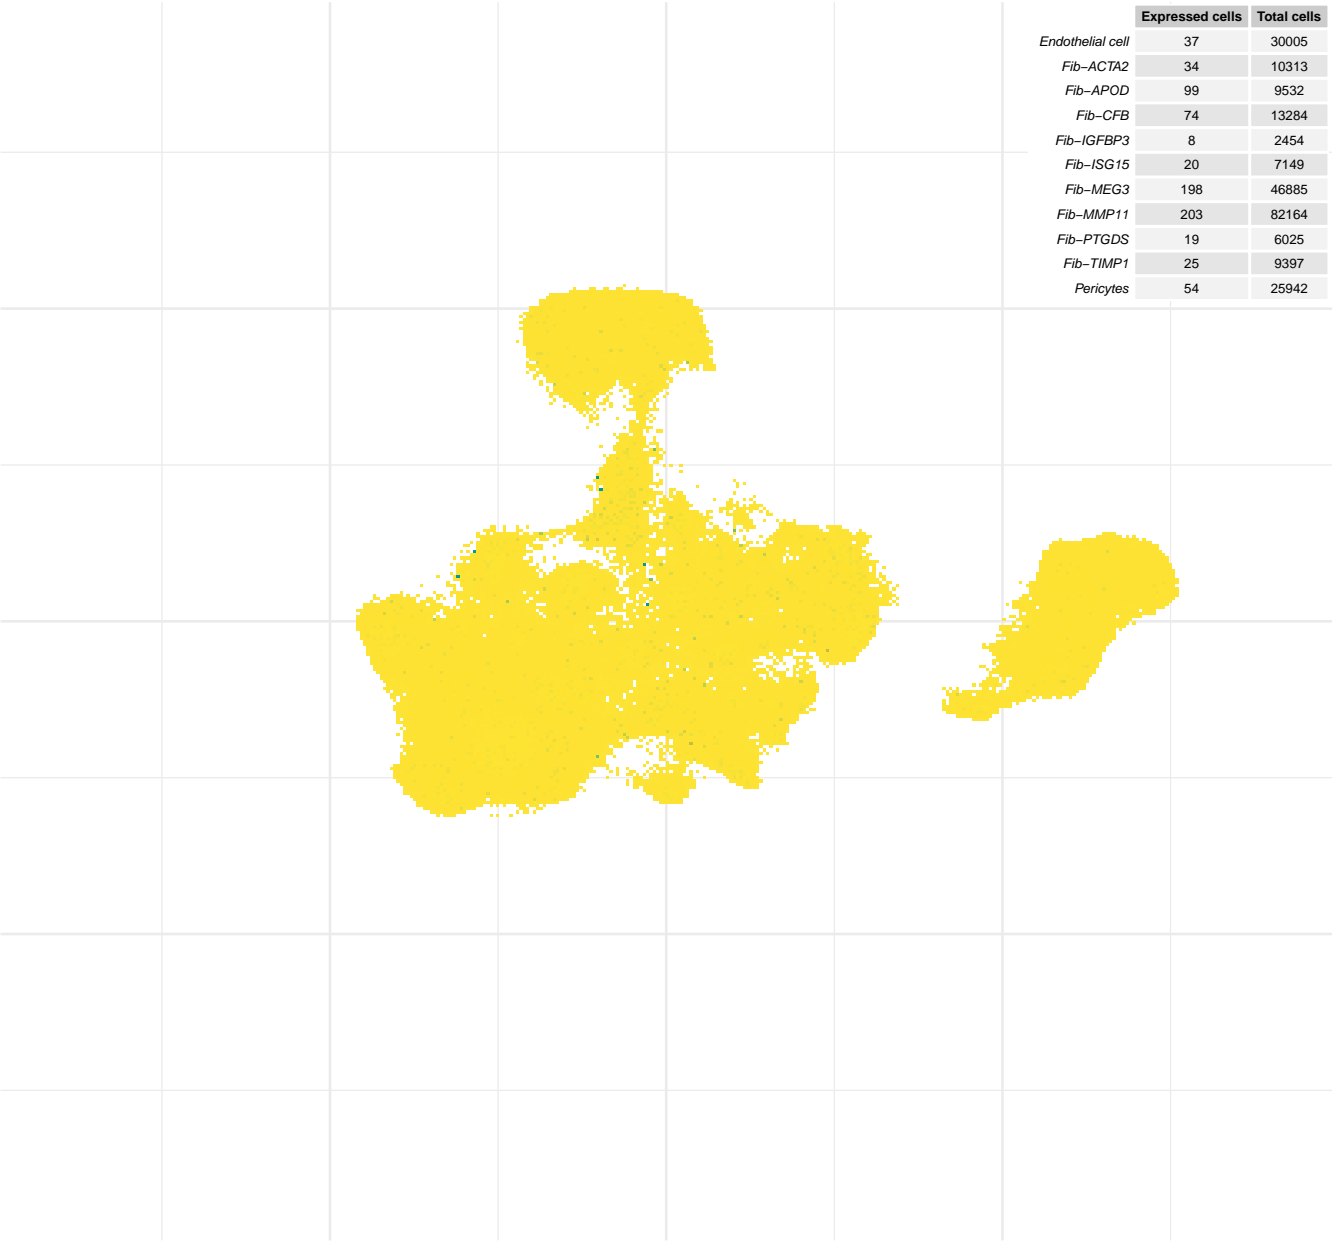 Expressed cells Total cells
Endothelial cell 37 30005
Fib−ACTA2 34 10313
Fib−APOD 99 9532
Fib−CFB 74 13284
Fib−IGFBP3 8 2454
Fib−ISG15 20 7149
Fib−MEG3 198 46885
Fib−MMP11 203 82164
Fib−PTGDS 19 6025
Fib−TIMP1 25 9397
Pericytes 54 25942